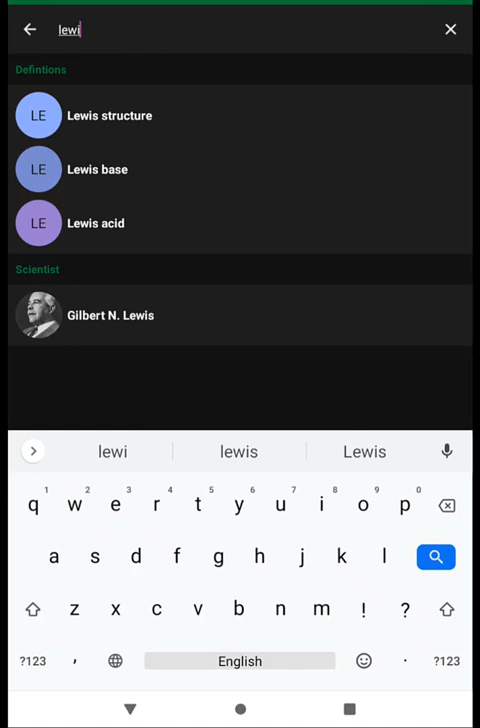 lewi
Defintions
LE Lewis structure
LE Lewis base
LE Lewis acid
Scientist
Gilbert N. Lewis
lewi lewis Lewis
1 2 3 4 5 6 7 8 9 0
q w e r t y u i o p
a s d f g h j k l
z x c v b n m ! ?
?123 , English . ?123